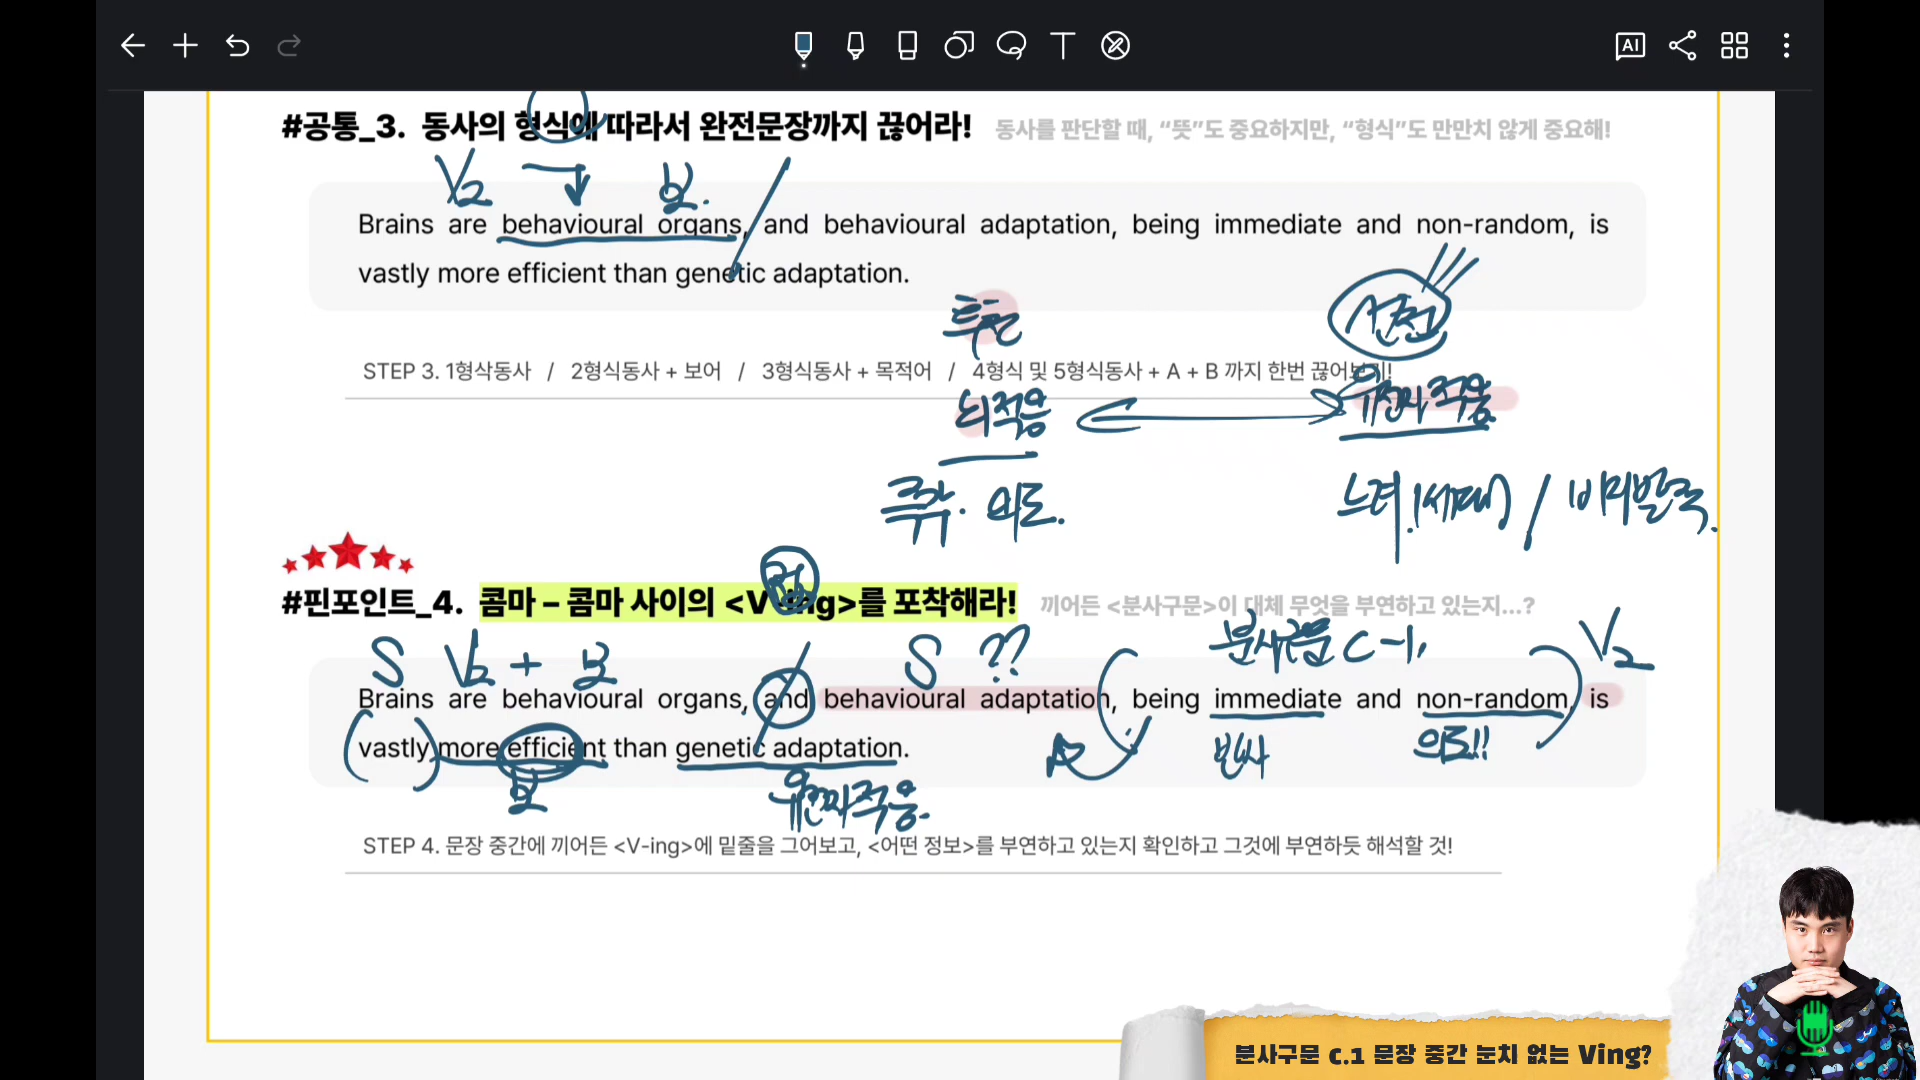 AI
#공통_3. 동사의 형식에 따라서 완전문장까지 끊어라! 동사를 판단할 때, “뜻”도 중요하지만, “형식”도 만만치 않게 중요해!
V2 보.
Brains are behavioural organs, and behavioural adaptation, being immediate and non-random, is
vastly more efficient than genetic adaptation.
후천 선천
STEP 3. 1형식동사 / 2형식동사 + 보어 / 3형식동사 + 목적어 / 4형식 및 5형식동사 + A + B 까지 한번 끊어보기!
뇌적응 유전자적응
즉각. 의도. 느려!(세대) /
#핀포인트_4. 콤마 – 콤마 사이의 <V-ing>를 포착해라! 끼어든 <분사구문>이 대체 무엇을 부연하고 있는지...?
S V2 + 보 S ?? 분사구문 C-1, V2
Brains are behavioural organs, and behavioural adaptation, being immediate and non-random, is
vastly more efficient than genetic adaptation.
반사 의도!!
보 유전자적응.
STEP 4. 문장 중간에 끼어든 <V-ing>에 밑줄을 그어보고, <어떤 정보>를 부연하고 있는지 확인하고 그것에 부연하듯 해석할 것!
분사구문 c.1 문장 중간 눈치 없는 Ving?